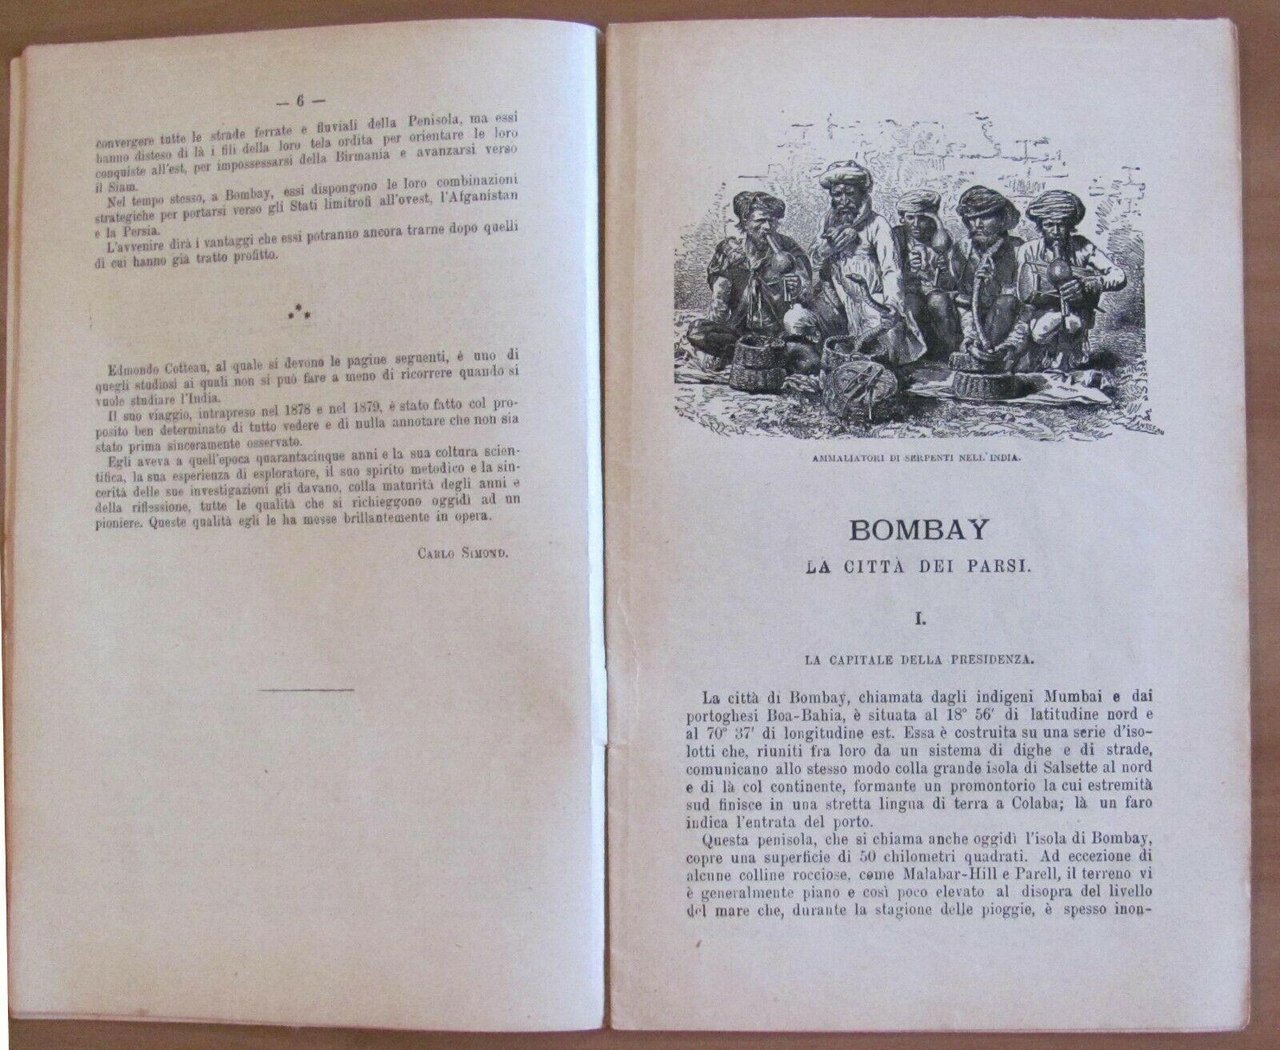 — 6 —
convergere tutte le strade ferrate e fluviali della Penisola, ma essi
hanno disteso di là i fili della loro tela ordita per orientare le loro
conquiste all'est, per impossessarsi della Birmania e avanzarsi verso
il Siam.
Nel tempo stesso, a Bombay, essi dispongono le loro combinazioni
strategiche per portarsi verso gli Stati limitrofi all'ovest, l'Afganistan
e la Persia.
L'avvenire dirà i vantaggi che essi potranno ancora trarne dopo quelli
di cui hanno già tratto profitto.
***
Edmondo Cotteau, al quale si devono le pagine seguenti, è uno di
quegli studiosi ai quali non si può fare a meno di ricorrere quando si
vuole studiare l'India.
Il suo viaggio, intrapreso nel 1878 e nel 1879, è stato fatto col pro-
posito ben determinato di tutto vedere e di nulla annotare che non sia
stato prima sinceramente osservato.
Egli aveva a quell'epoca quarantacinque anni e la sua coltura scien-
tifica, la sua esperienza di esploratore, il suo spirito metodico e la sin-
cerità delle sue investigazioni gli davano, colla maturità degli anni e
della riflessione, tutte le qualità che si richieggono oggidì ad un
pioniere. Queste qualità egli le ha messe brillantemente in opera.
CARLO SIMOND.
AMMALIATORI DI SERPENTI NELL'INDIA.
BOMBAY
LA CITTÀ DEI PARSI.
I.
LA CAPITALE DELLA PRESIDENZA.
La città di Bombay, chiamata dagli indigeni Mumbai e dai
portoghesi Boa-Bahia, è situata al 18° 56' di latitudine nord e
al 70° 37' di longitudine est. Essa è costruita su una serie d'iso-
lotti che, riuniti fra loro da un sistema di dighe e di strade,
comunicano allo stesso modo colla grande isola di Salsette al nord
e di là col continente, formante un promontorio la cui estremità
sud finisce in una stretta lingua di terra a Colaba; là un faro
indica l'entrata del porto.
Questa penisola, che si chiama anche oggidì l'isola di Bombay,
copre una superficie di 50 chilometri quadrati. Ad eccezione di
alcune colline rocciose, come Malabar-Hill e Parell, il terreno vi
è generalmente piano e così poco elevato al disopra del livello
del mare che, durante la stagione delle pioggie, è spesso inon-